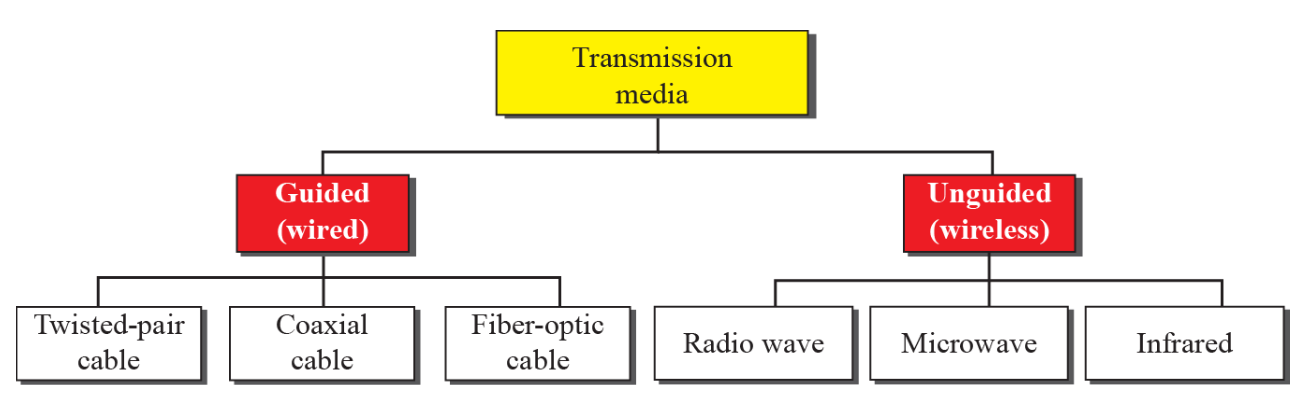 Transmission
media
Guided
(wired)
Unguided
(wireless)
Twisted-pair
cable
Coaxial
cable
Fiber-optic
cable
Radio wave
Microwave
Infrared